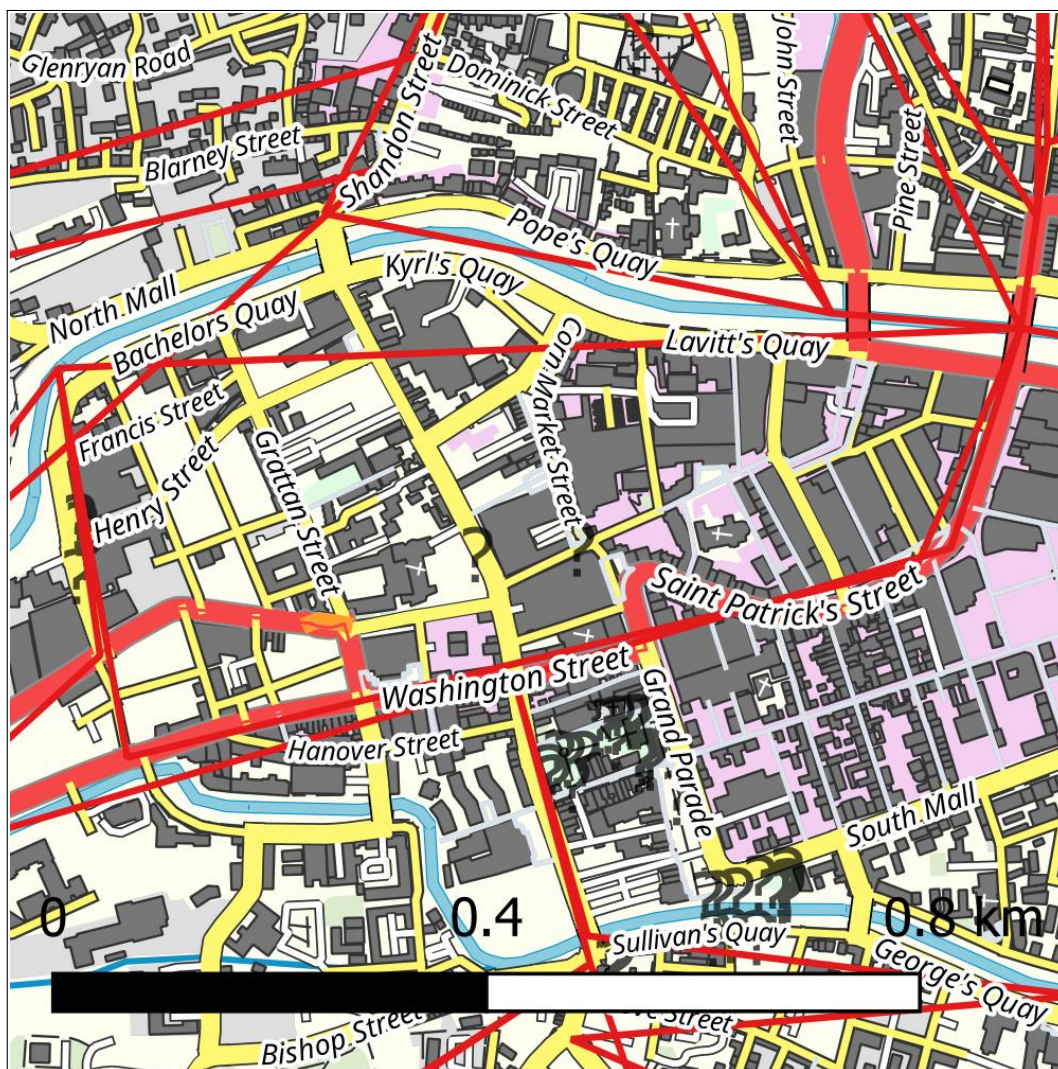 Glenryan Road
Shandon Street
Dominick Street
John Street
Blarney Street
Pine Street
Pope's Quay
Kyrl's Quay
North Mall
Bachelors Quay
Corn Market Street
Lavitt's Quay
Francis Street
Henry Street
Grattan Street
Saint Patrick's Street
Washington Street
Grand Parade
Hanover Street
South Mall
0 0.4 0.8 km
Sullivan's Quay
George's Quay
Street
Bishop Street